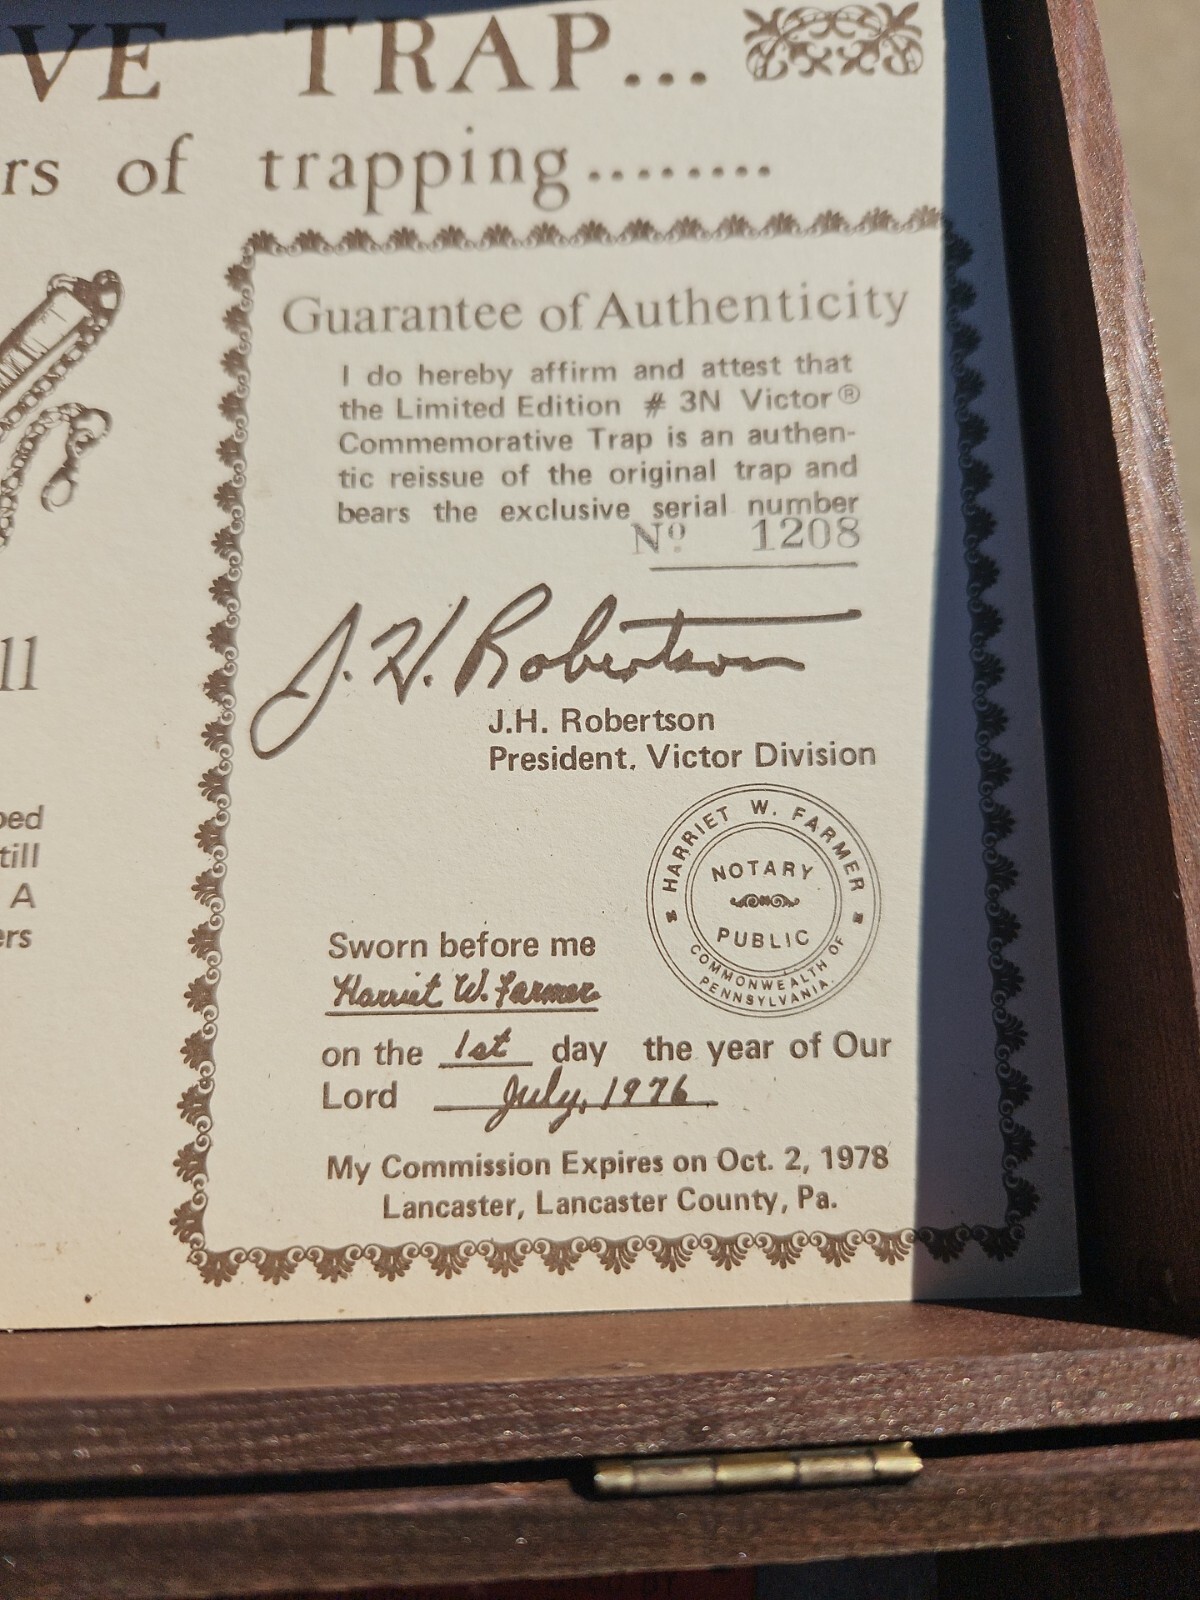 VE TRAP...
rs of trapping........
Guarantee of Authenticity
I do hereby affirm and attest that
the Limited Edition # 3N Victor®
Commemorative Trap is an authen-
tic reissue of the original trap and
bears the exclusive serial number
Nº 1208
J. H. Robertson
J.H. Robertson
President, Victor Division
ll
ped
till
A
ers
HARRIET W. FARMER
NOTARY
PUBLIC
COMMONWEALTH OF
PENNSYLVANIA.
Sworn before me
Harriet W. Farmer
on the 1st day the year of Our
Lord July, 1976
My Commission Expires on Oct. 2, 1978
Lancaster, Lancaster County, Pa.